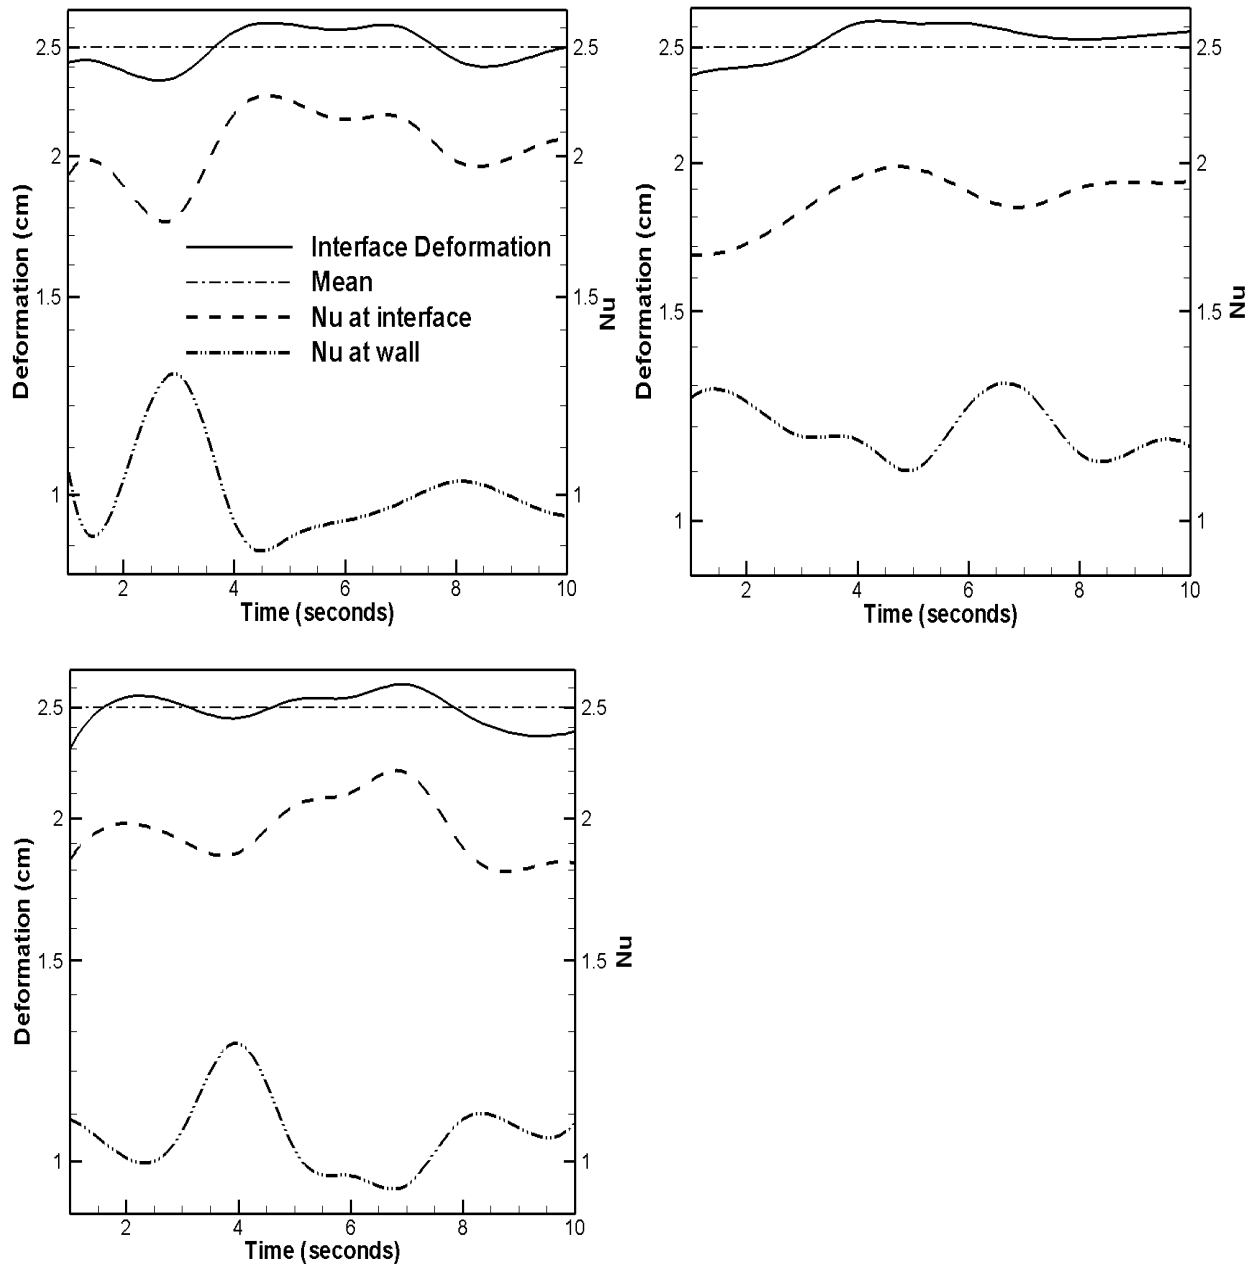 2.5
2
1.5
1
Deformation (cm)
2.5
2
1.5
1
Nu
Interface Deformation
Mean
Nu at interface
Nu at wall
2 4 6 8 10
Time (seconds)
2.5
2
1.5
1
Deformation (cm)
2.5
2
1.5
1
Nu
2 4 6 8 10
Time (seconds)
2.5
2
1.5
1
Deformation (cm)
2.5
2
1.5
1
Nu
2 4 6 8 10
Time (seconds)